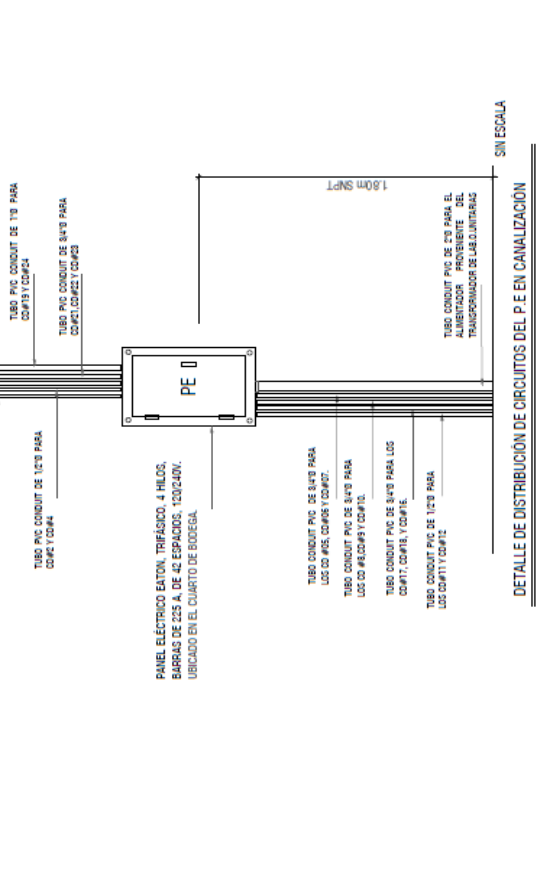 TUBO PVC CONDUIT DE 1/2"Ø PARA
CD#2 Y CD#4
TUBO PVC CONDUIT DE 1"Ø PARA
CD#19 Y CD#24
TUBO PVC CONDUIT DE 3/4"Ø PARA
CD#21,CD#22 Y CD#23
PANEL ELÉCTRICO EATON, TRIFÁSICO, 4 HILOS,
BARRAS DE 225 A, DE 42 ESPACIOS, 120/240V.
UBICADO EN EL CUARTO DE BODEGA.
PE
1.80m SNPT
TUBO CONDUIT PVC DE 3/4"Ø PARA
LOS CD #05, CD#06 Y CD#07.
TUBO CONDUIT PVC DE 3/4"Ø PARA
LOS CD #8,CD#9 Y CD#10.
TUBO CONDUIT PVC DE 3/4"Ø PARA LOS
CD#17, CD#18, Y CD#16.
TUBO CONDUIT PVC DE 1/2"Ø PARA
LOS CD#11 Y CD#12
TUBO CONDUIT PVC DE 2"Ø PARA EL
ALIMENTADOR PROVENIENTE DEL
TRANSFORMADOR DE LAB.O.UNITARIAS
SIN ESCALA
DETALLE DE DISTRIBUCIÓN DE CIRCUITOS DEL P.E EN CANALIZACIÓN